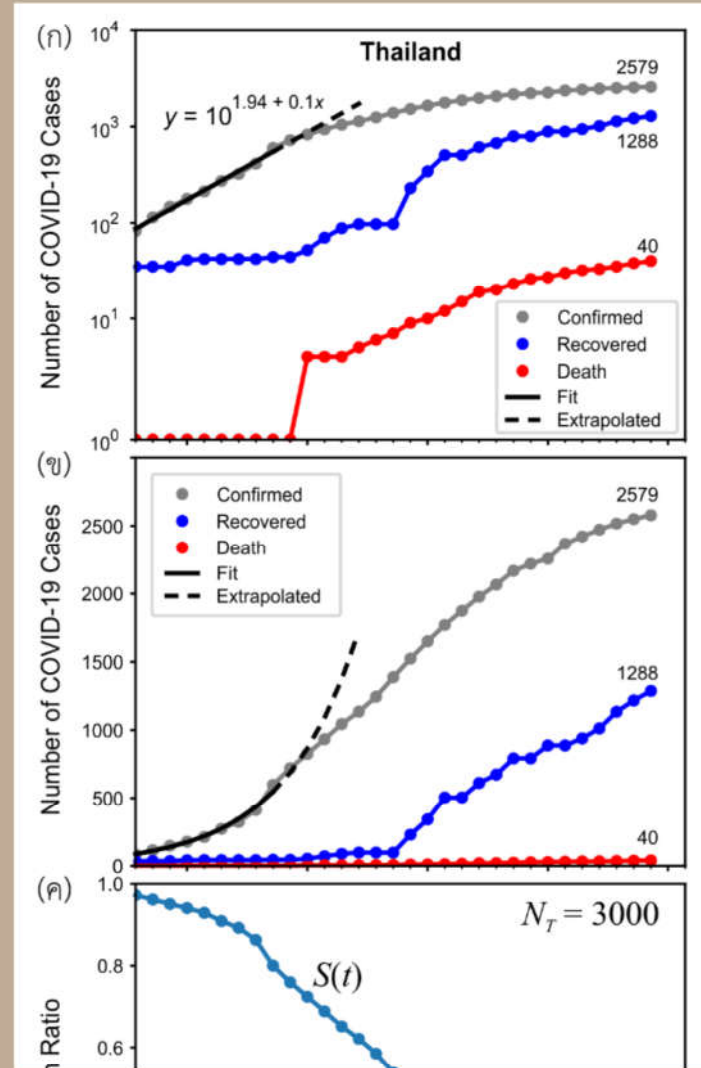 (ก)
Thailand
Number of COVID-19 Cases
10^4
10^3
10^2
10^1
10^0
y = 10^{1.94 + 0.1x}
2579
1288
40
Confirmed
Recovered
Death
Fit
Extrapolated
(ข)
Number of COVID-19 Cases
2500
2000
1500
1000
500
0
Confirmed
Recovered
Death
Fit
Extrapolated
2579
1288
40
(ค)
1.0
0.8
0.6
Ratio
N_T = 3000
S(t)